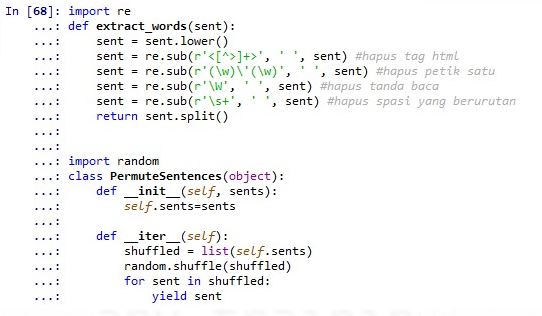 In [68]: import re
    ...: def extract_words(sent):
    ...:     sent = sent.lower()
    ...:     sent = re.sub(r'<[^>]+>', ' ', sent) #hapus tag html
    ...:     sent = re.sub(r'(\w)\'(\w)', ' ', sent) #hapus petik satu
    ...:     sent = re.sub(r'\W', ' ', sent) #hapus tanda baca
    ...:     sent = re.sub(r'\s+', ' ', sent) #hapus spasi yang berurutan
    ...:     return sent.split()
    ...:
    ...:
    ...: import random
    ...: class PermuteSentences(object):
    ...:     def __init__(self, sents):
    ...:         self.sents=sents
    ...:
    ...:     def __iter__(self):
    ...:         shuffled = list(self.sents)
    ...:         random.shuffle(shuffled)
    ...:         for sent in shuffled:
    ...:             yield sent